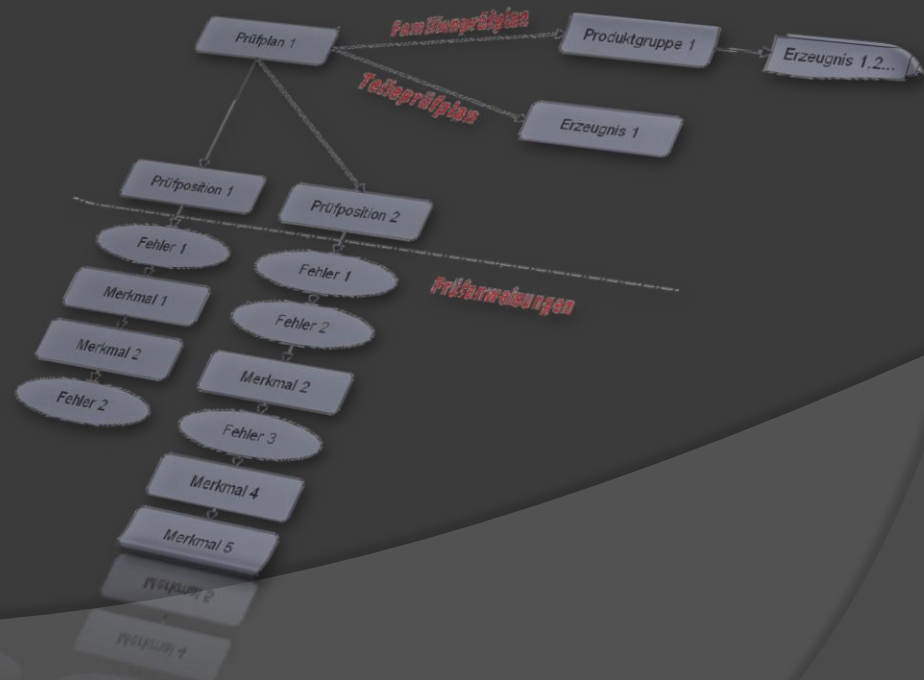 Prüfplan 1
Familienprüfplan
Produktgruppe 1
Erzeugnis 1,2...
Teileprüfplan
Erzeugnis 1
Prüfposition 1
Prüfposition 2
Fehler 1
Merkmal 1
Merkmal 2
Fehler 2
Fehler 1
Fehler 2
Merkmal 2
Fehler 3
Merkmal 4
Merkmal 5
Prüfanweisungen